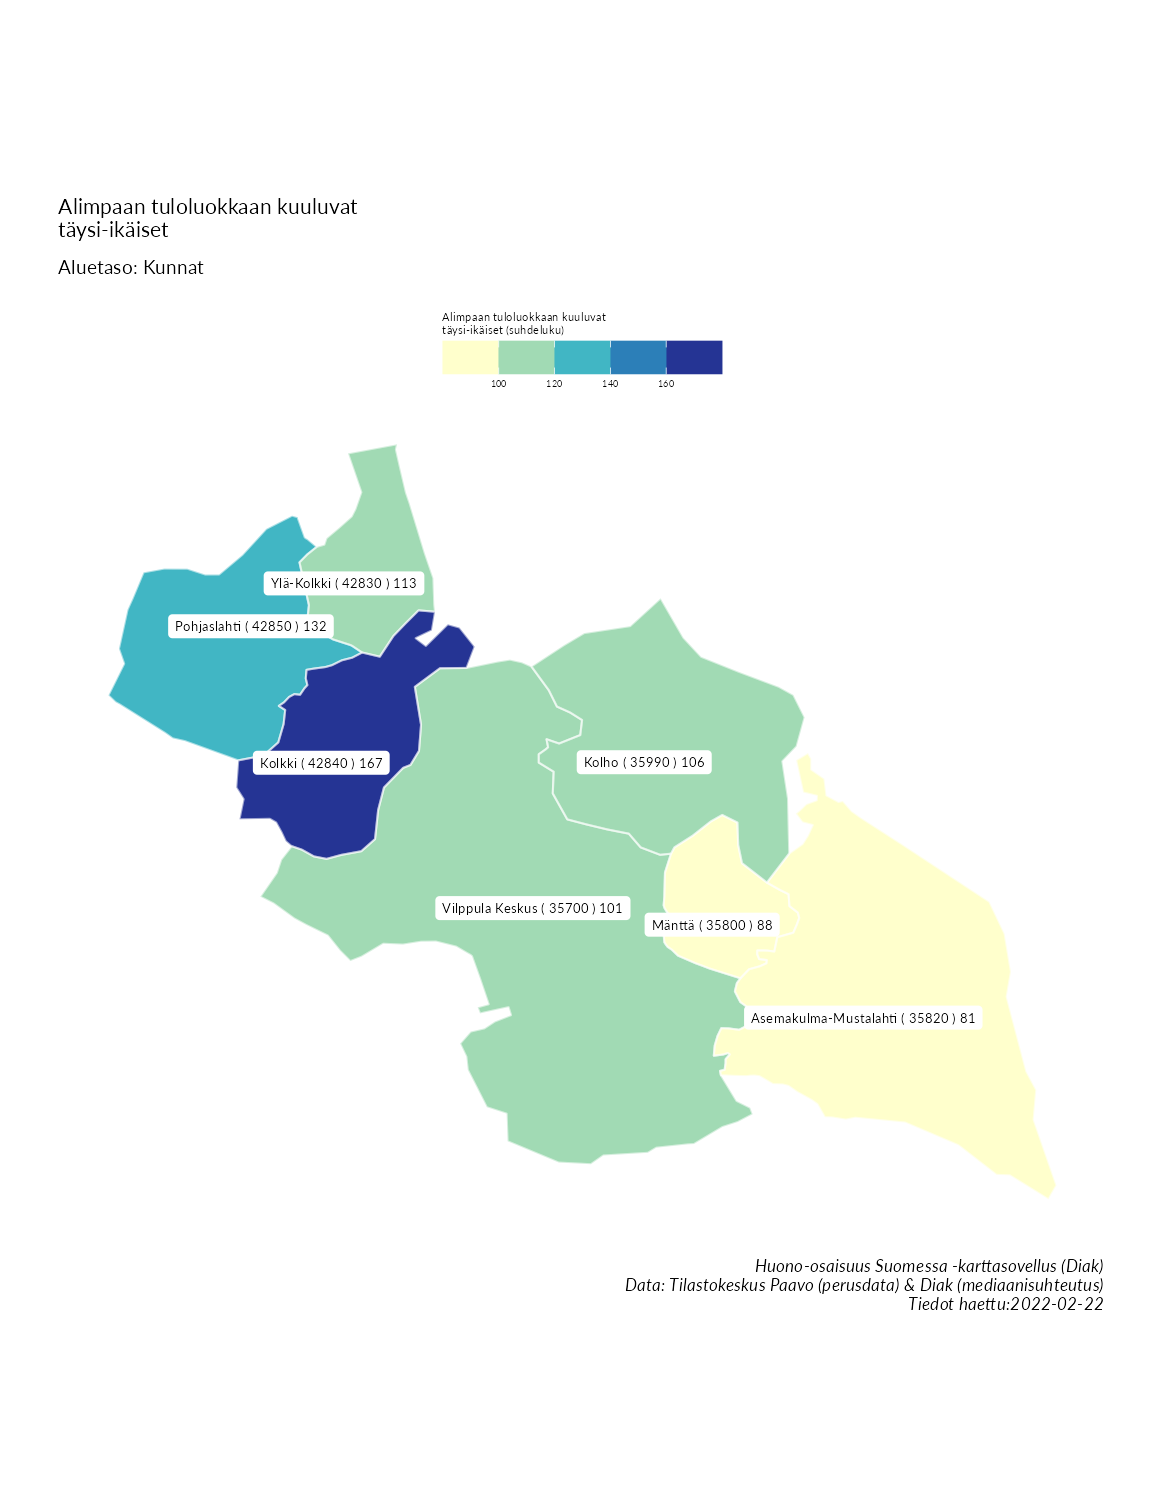 Alimpaan tuloluokkaan kuuluvat
täysi-ikäiset
Aluetaso: Kunnat
Alimpaan tuloluokkaan kuuluvat
täysi-ikäiset (suhdeluku)
100 120 140 160
Ylä-Kolkki ( 42830 ) 113
Pohjaslahti ( 42850 ) 132
Kolkki ( 42840 ) 167
Kolho ( 35990 ) 106
Vilppula Keskus ( 35700 ) 101
Mänttä ( 35800 ) 88
Asemakulma-Mustalahti ( 35820 ) 81
Huono-osaisuus Suomessa -karttasovellus (Diak)
Data: Tilastokeskus Paavo (perusdata) & Diak (mediaanisuhteutus)
Tiedot haettu:2022-02-22